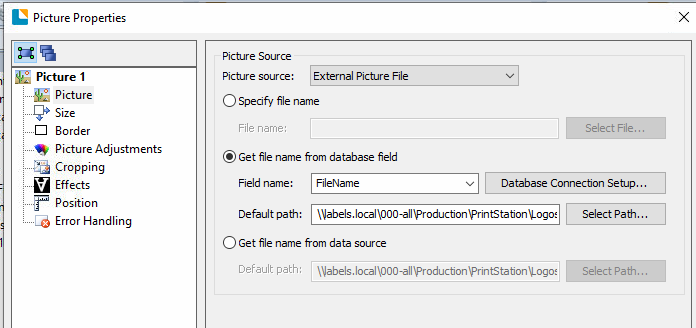 Picture Properties
Picture 1
Picture
Size
Border
Picture Adjustments
Cropping
Effects
Position
Error Handling
Picture Source
Picture source: External Picture File
Specify file name
File name: Select File...
Get file name from database field
Field name: FileName Database Connection Setup...
Default path: \\labels.local\000-all\Production\PrintStation\Logos Select Path...
Get file name from data source
Default path: \\labels.local\000-all\Production\PrintStation\Logos Select Path...